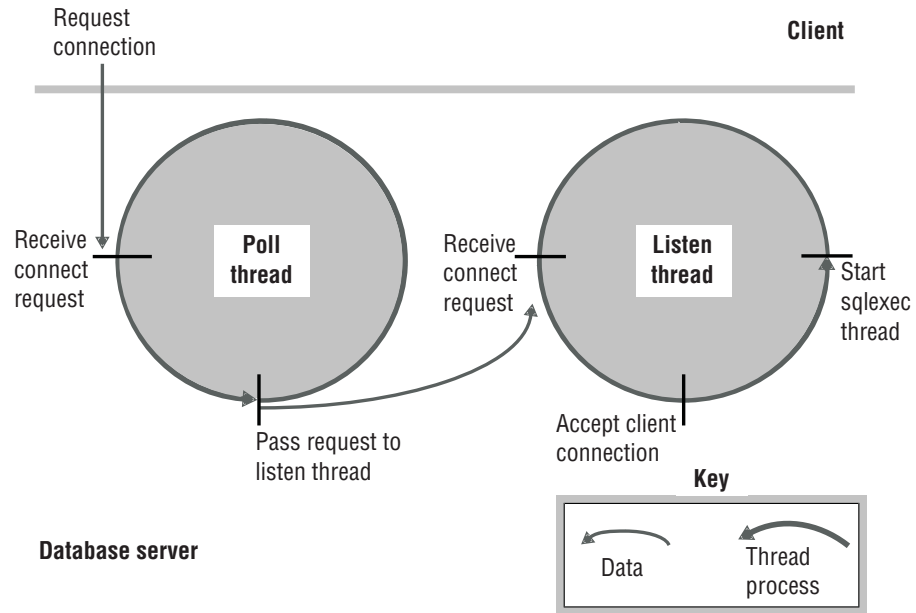 Request
connection
Client
Receive
connect
request
Poll
thread
Pass request to
listen thread
Receive
connect
request
Listen
thread
Start
sqlexec
thread
Accept client
connection
Database server
Key
Data
Thread
process